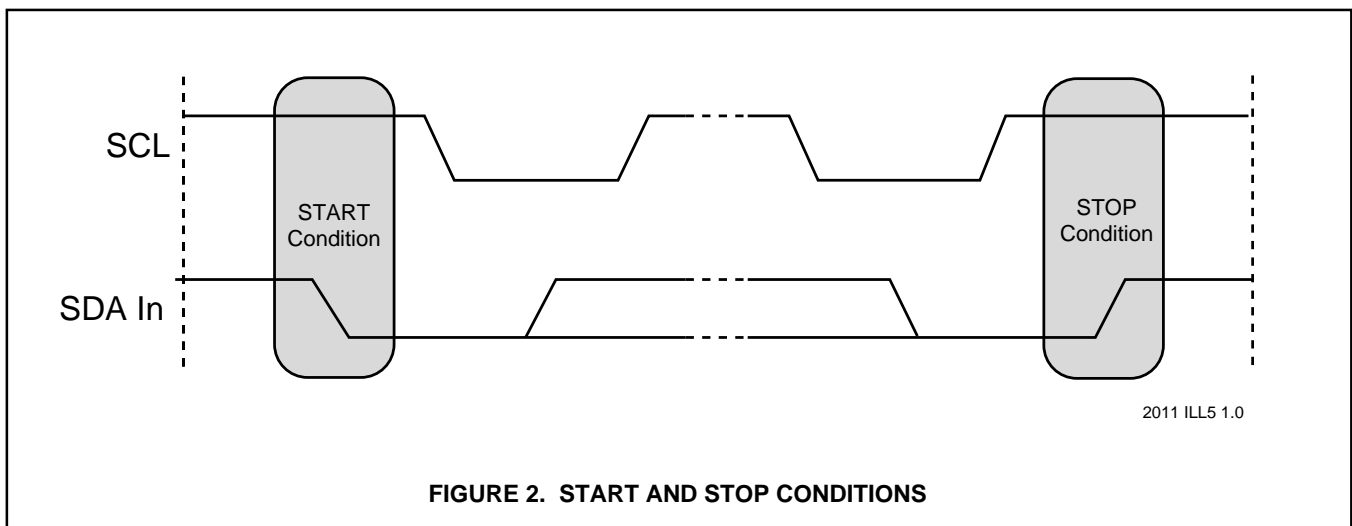 SCL
START
Condition
STOP
Condition
SDA In
2011 ILL5 1.0
FIGURE 2. START AND STOP CONDITIONS